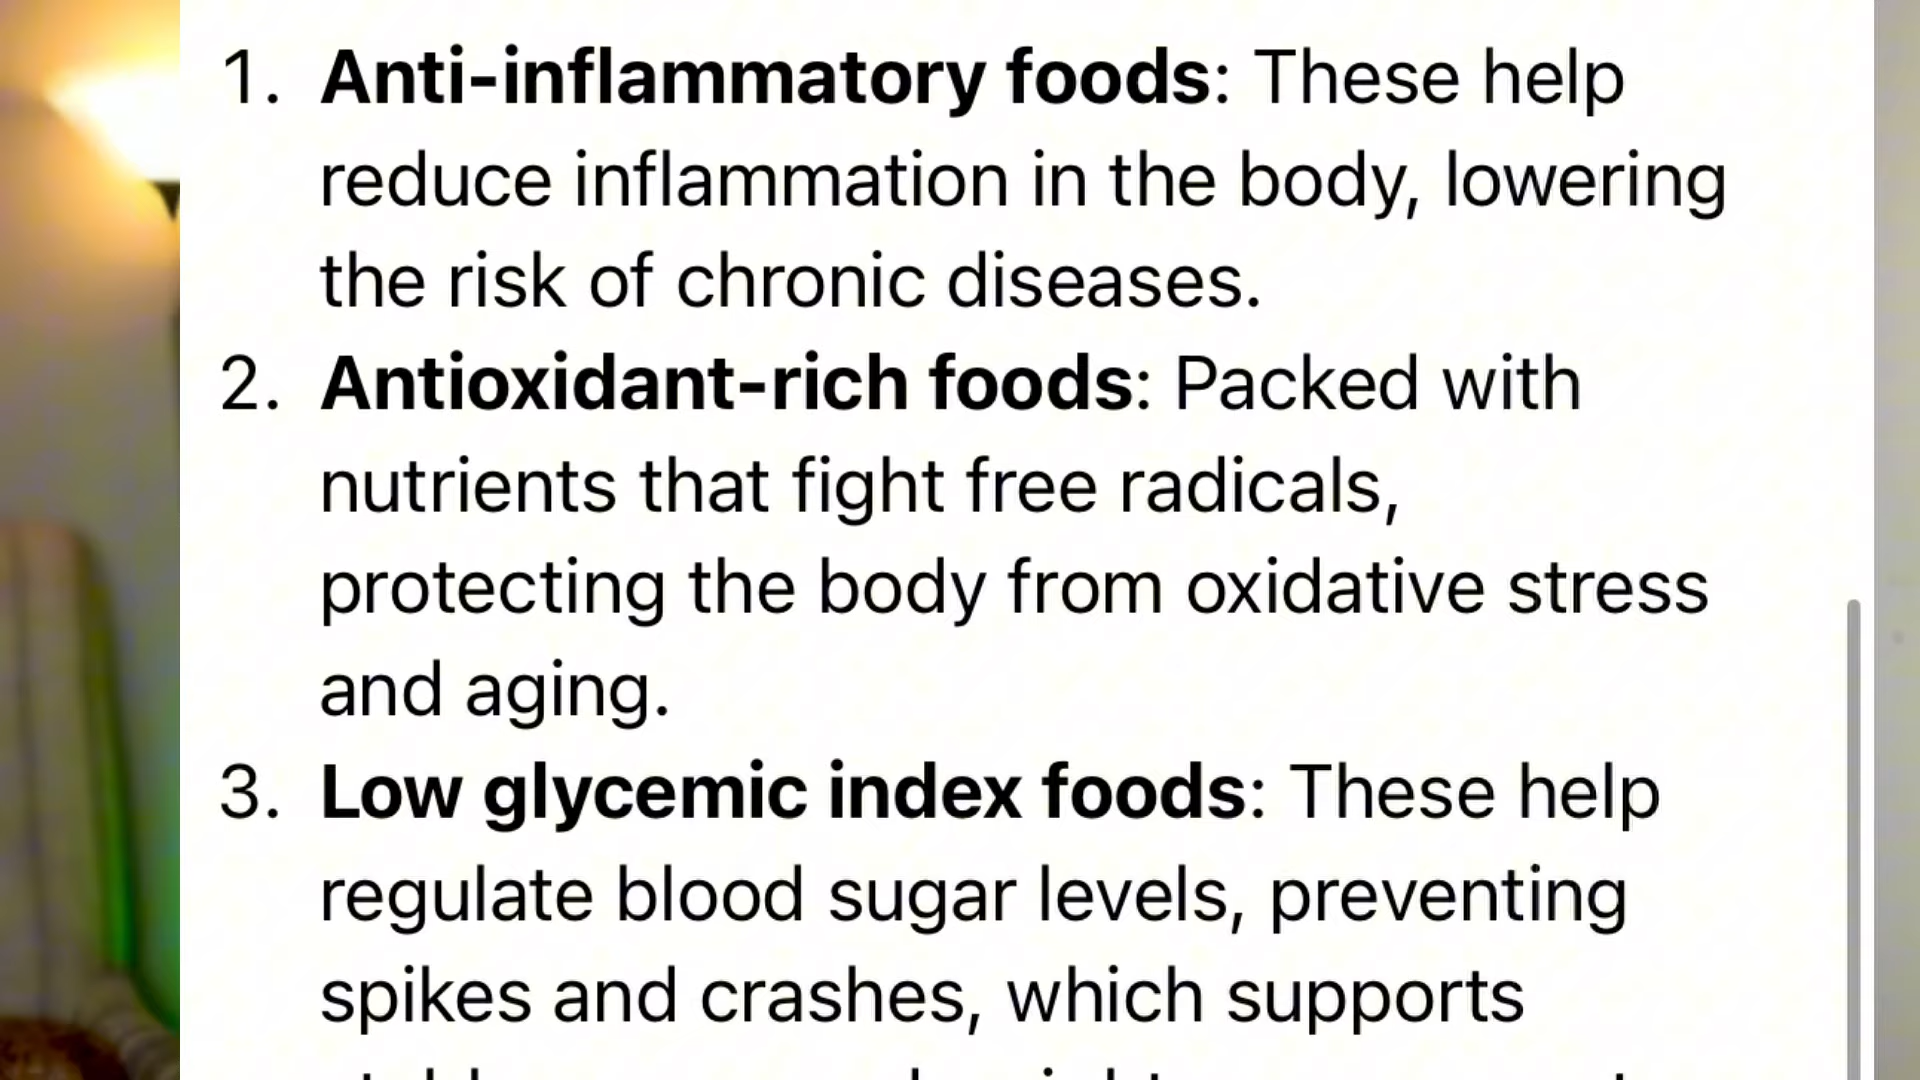 1. Anti-inflammatory foods: These help
reduce inflammation in the body, lowering
the risk of chronic diseases.
2. Antioxidant-rich foods: Packed with
nutrients that fight free radicals,
protecting the body from oxidative stress
and aging.
3. Low glycemic index foods: These help
regulate blood sugar levels, preventing
spikes and crashes, which supports